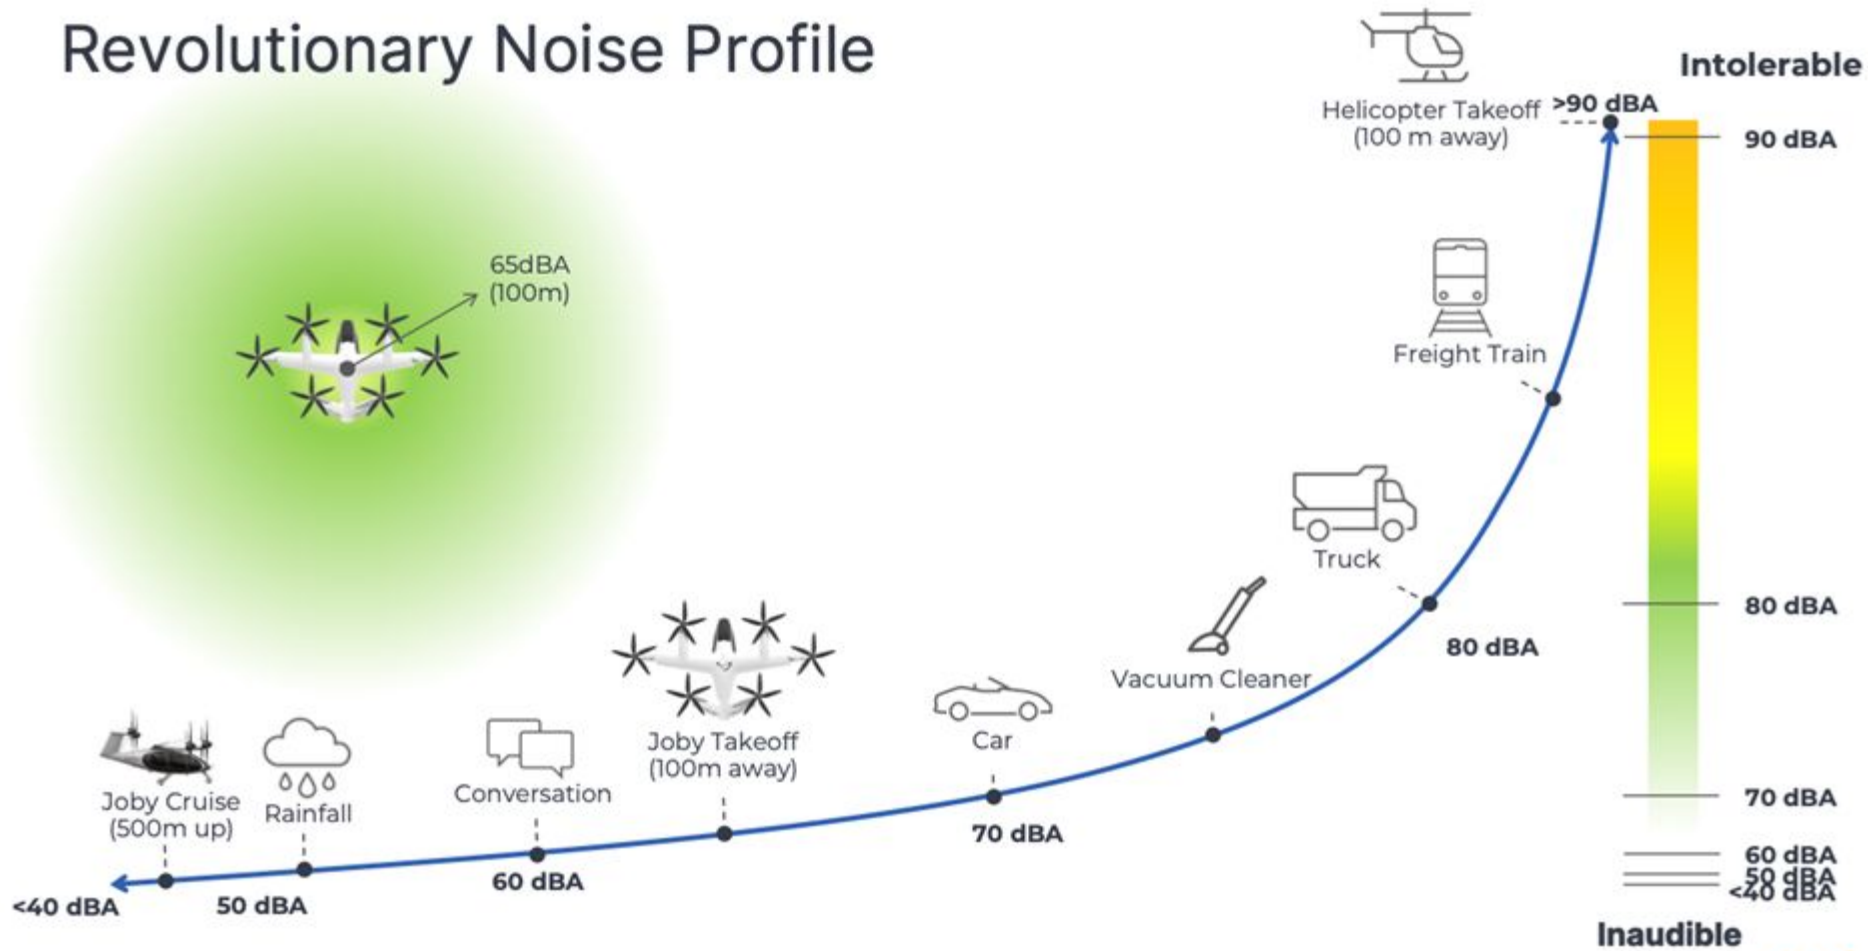 Revolutionary Noise Profile
65dBA
(100m)
Joby Cruise
(500m up)
Rainfall
Conversation
Joby Takeoff
(100m away)
Car
Vacuum Cleaner
Truck
Freight Train
Helicopter Takeoff
(100 m away)
<40 dBA
50 dBA
60 dBA
70 dBA
80 dBA
>90 dBA
Intolerable
90 dBA
80 dBA
70 dBA
60 dBA
50 dBA
<40 dBA
Inaudible